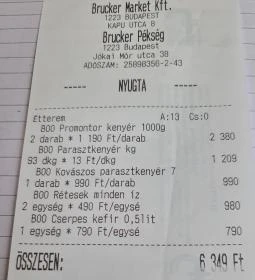 Brucker Market Kft.
1223 BUDAPEST
KAPU UTCA 8
Brucker Pékség
1223 Budapest
Jókai Mór utca 38
ADÓSZÁM: 25898356-2-43
----- NYUGTA -----
Étterem A:13 Cs:0
B00 Promontor kenyér 1000g
2 darab * 1 190 Ft/darab 2 380
B00 Parasztkenyér kg
93 dkg * 13 Ft/dkg 1 209
B00 Kovászos parasztkenyér 7
1 darab * 990 Ft/darab 990
B00 Rétesek minden íz
2 egység * 490 Ft/egysé 980
B00 Cserpes kefír 0,5lit
1 egység * 790 Ft/egysé 790
ÖSSZESEN: 6 349 Ft